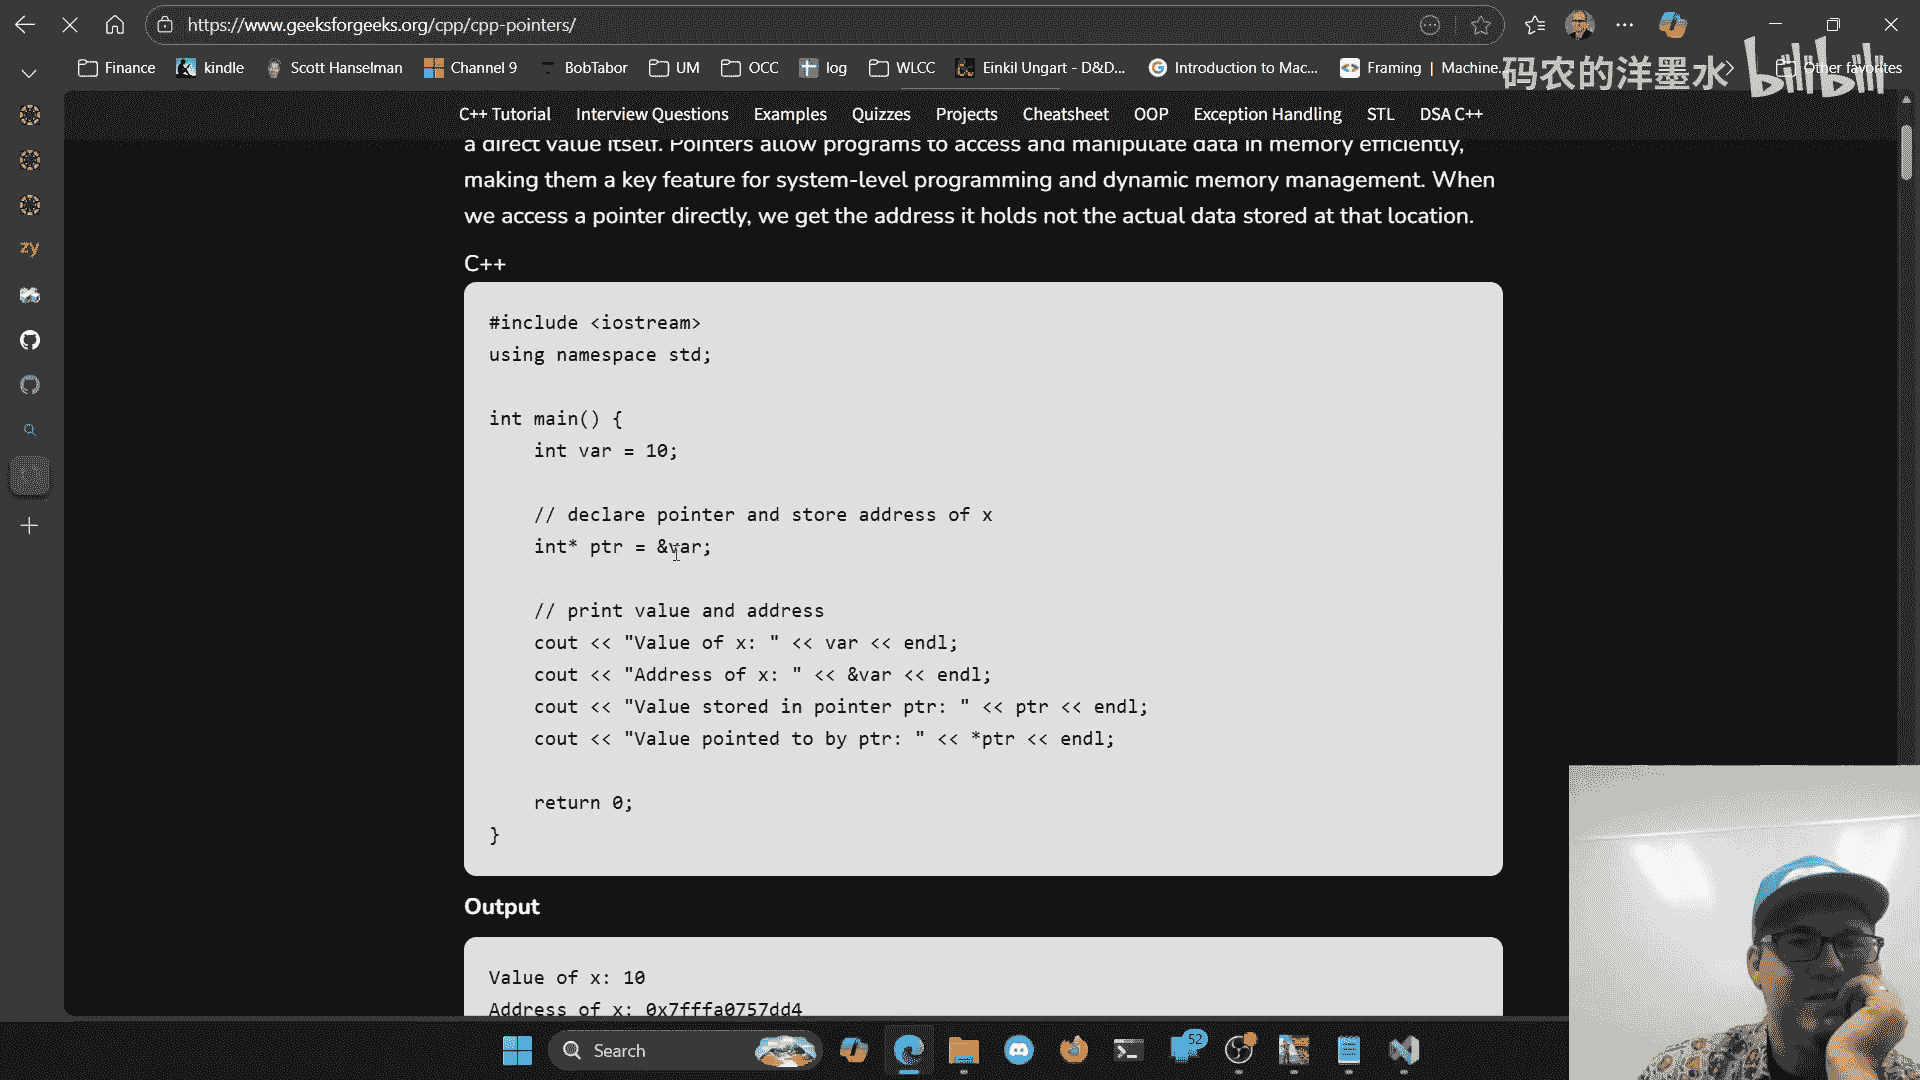 https://www.geeksforgeeks.org/cpp/cpp-pointers/
Finance kindle Scott Hanselman Channel 9 BobTabor UM OCC log WLCC Einkil Ungart - D&D... Introduction to Mac... Framing | Machine... Other favorites
码农的洋墨水 bilibili
C++ Tutorial Interview Questions Examples Quizzes Projects Cheatsheet OOP Exception Handling STL DSA C++
a direct value itself. Pointers allow programs to access and manipulate data in memory efficiently,
making them a key feature for system-level programming and dynamic memory management. When
we access a pointer directly, we get the address it holds not the actual data stored at that location.
zy
C++
#include <iostream>
using namespace std;
int main() {
int var = 10;
// declare pointer and store address of x
int* ptr = &var;
// print value and address
cout << "Value of x: " << var << endl;
cout << "Address of x: " << &var << endl;
cout << "Value stored in pointer ptr: " << ptr << endl;
cout << "Value pointed to by ptr: " << *ptr << endl;
return 0;
}
Output
Value of x: 10
Address of x: 0x7fffa0757dd4
Search
52